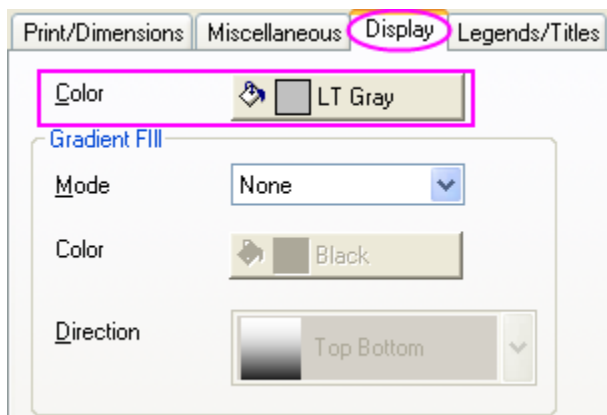 Print/Dimensions Miscellaneous Display Legends/Titles
Color LT Gray
Gradient FIll
Mode None
Color Black
Direction Top Bottom